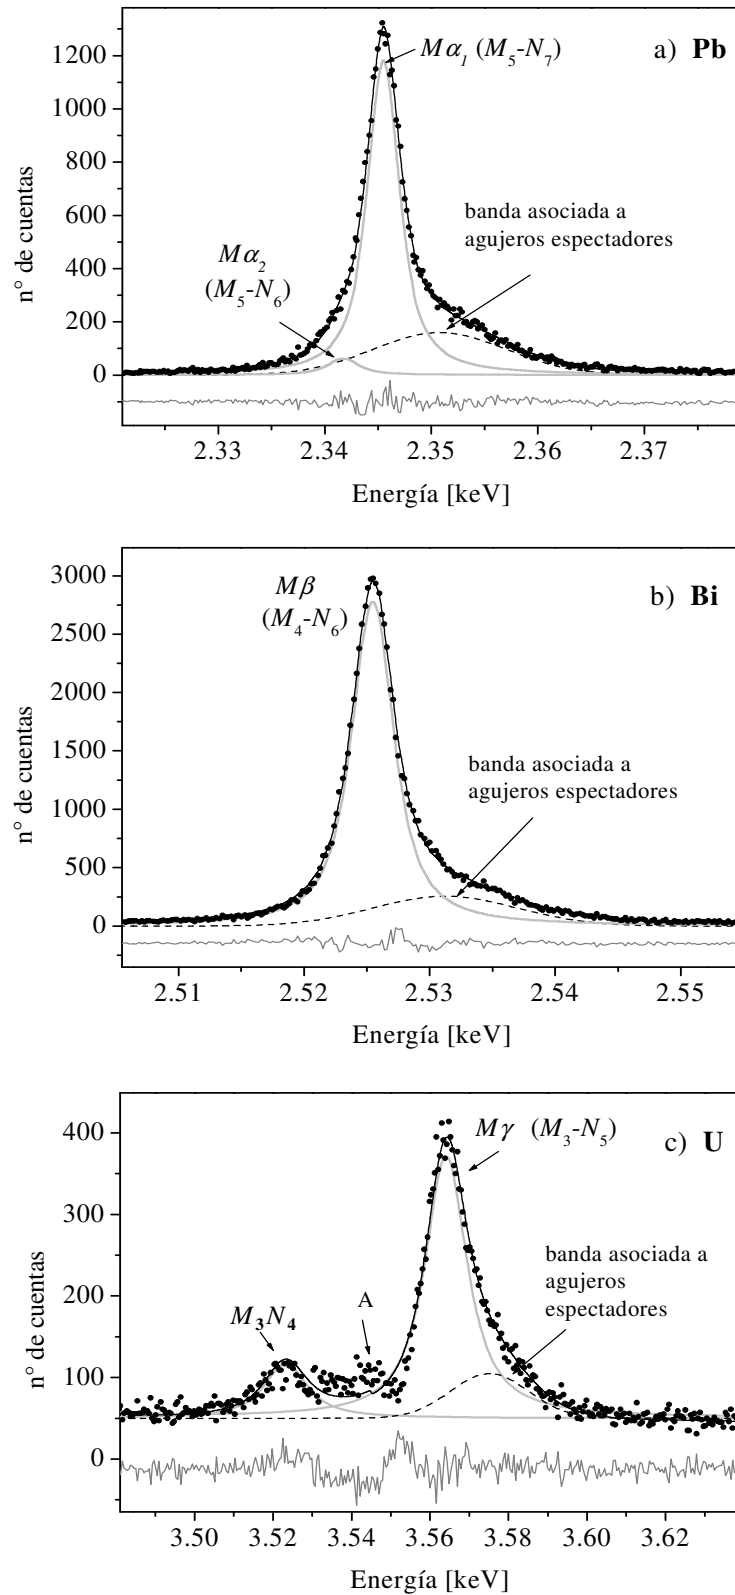 a) Pb
Mα₁ (M₅-N₇)
banda asociada a
agujeros espectadores
Mα₂
(M₅-N₆)
n° de cuentas
1200
1000
800
600
400
200
0
2.33 2.34 2.35 2.36 2.37
Energía [keV]
b) Bi
Mβ
(M₄-N₆)
banda asociada a
agujeros espectadores
n° de cuentas
3000
2500
2000
1500
1000
500
0
2.51 2.52 2.53 2.54 2.55
Energía [keV]
c) U
Mγ (M₃-N₅)
banda asociada a
agujeros
espectadores
A
M₃N₄
n° de cuentas
400
300
200
100
0
3.50 3.52 3.54 3.56 3.58 3.60 3.62
Energía [keV]